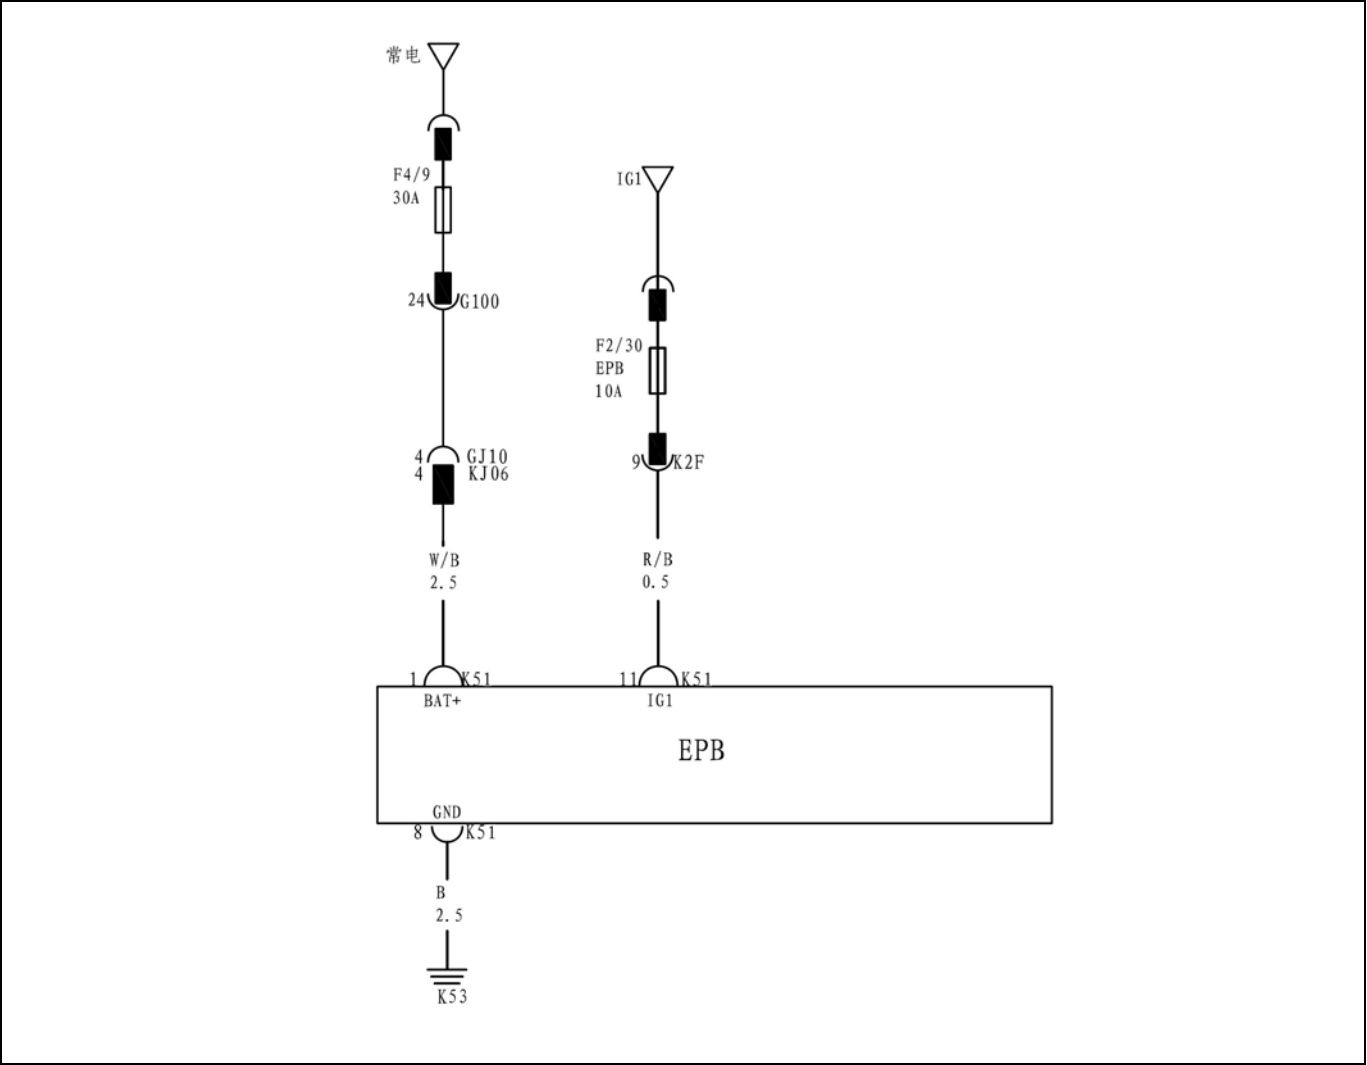 常电
F4/9
30A
24 G100
4 GJ10
4 KJ06
W/B
2.5
1 K51
BAT+
IG1
F2/30
EPB
10A
9 K2F
R/B
0.5
11 K51
IG1
EPB
GND
8 K51
B
2.5
K53